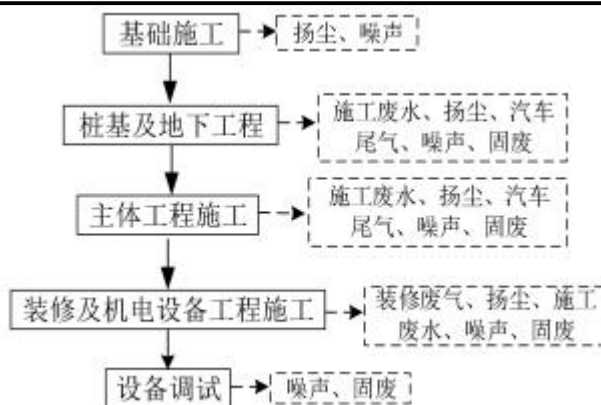 基础施工
扬尘、噪声
桩基及地下工程
施工废水、扬尘、汽车
尾气、噪声、固废
主体工程施工
施工废水、扬尘、汽车
尾气、噪声、固废
装修及机电设备工程施工
装修废气、扬尘、施工
废水、噪声、固废
设备调试
噪声、固废